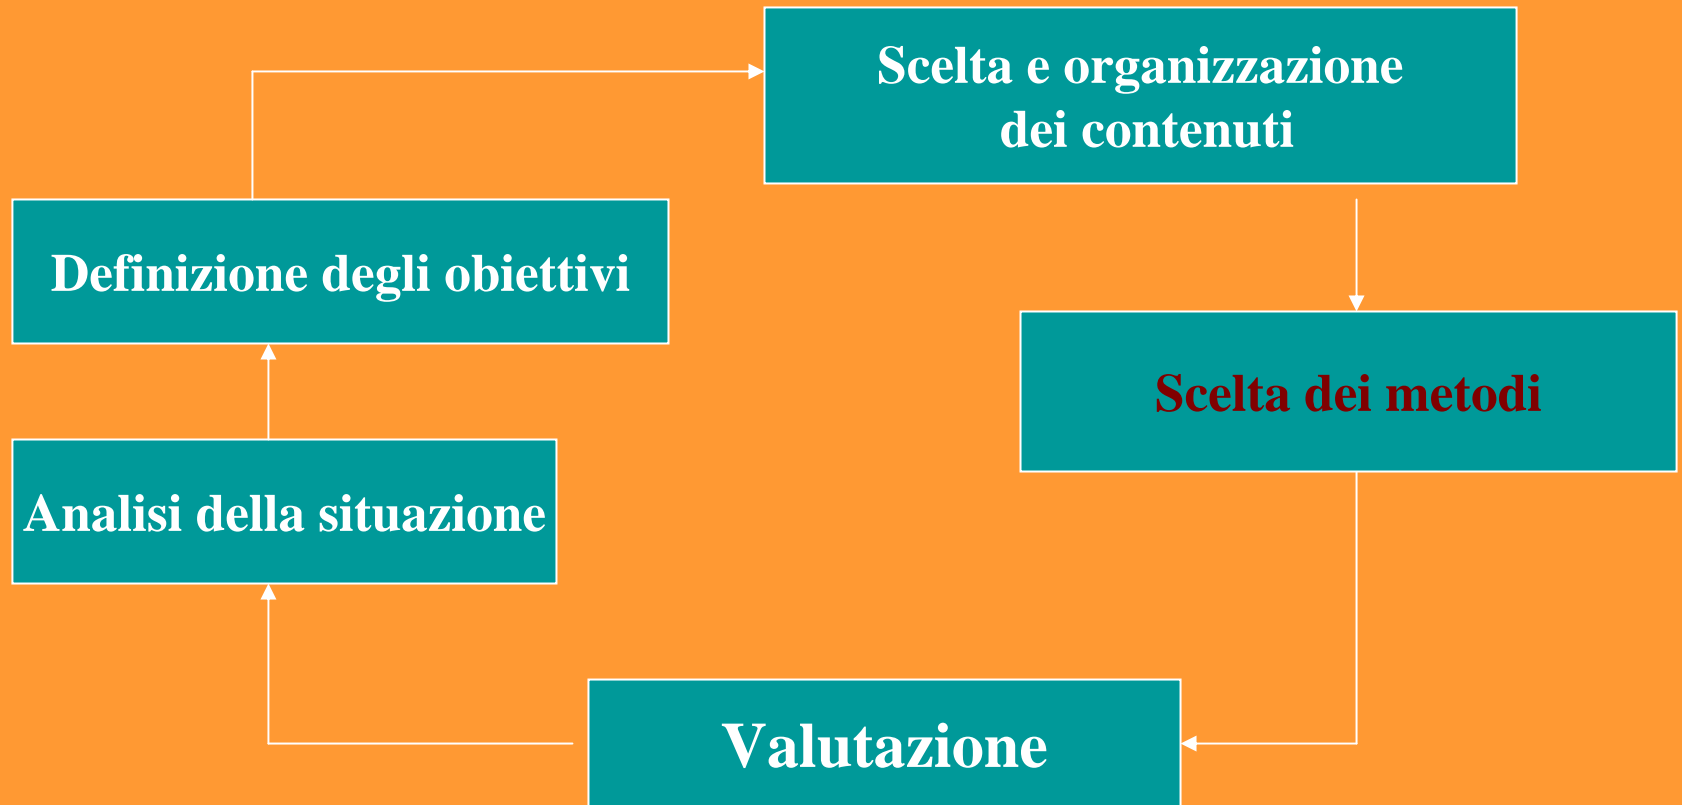 Scelta e organizzazione
dei contenuti
Definizione degli obiettivi
Scelta dei metodi
Analisi della situazione
Valutazione